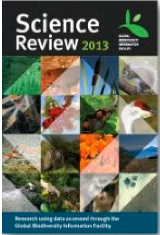 Science
Review 2013
GLOBAL
BIODIVERSITY
INFORMATION
FACILITY
Research using data accessed through the
Global Biodiversity Information Facility